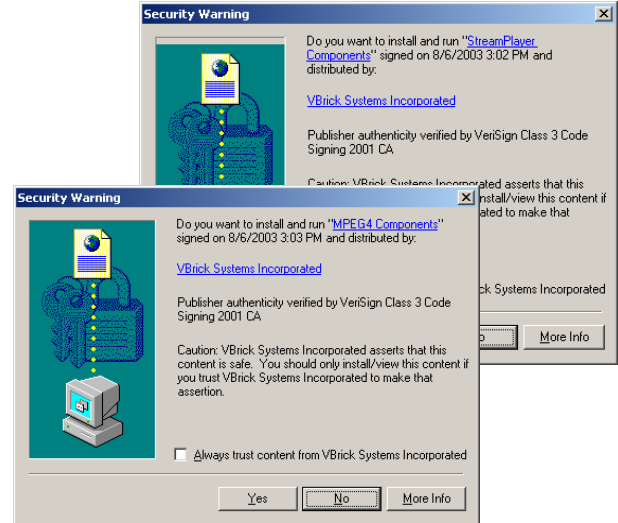 Security Warning
Do you want to install and run "StreamPlayer
Components" signed on 8/6/2003 3:02 PM and
distributed by:
VBrick Systems Incorporated
Publisher authenticity verified by VeriSign Class 3 Code
Signing 2001 CA
Caution: VBrick Systems Incorporated asserts that this
install/view this content if
to make that
Systems Incorporated
More Info
Security Warning
Do you want to install and run "MPEG4 Components"
signed on 8/6/2003 3:03 PM and distributed by:
VBrick Systems Incorporated
Publisher authenticity verified by VeriSign Class 3 Code
Signing 2001 CA
Caution: VBrick Systems Incorporated asserts that this
content is safe. You should only install/view this content if
you trust VBrick Systems Incorporated to make that
assertion.
Always trust content from VBrick Systems Incorporated
Yes No More Info